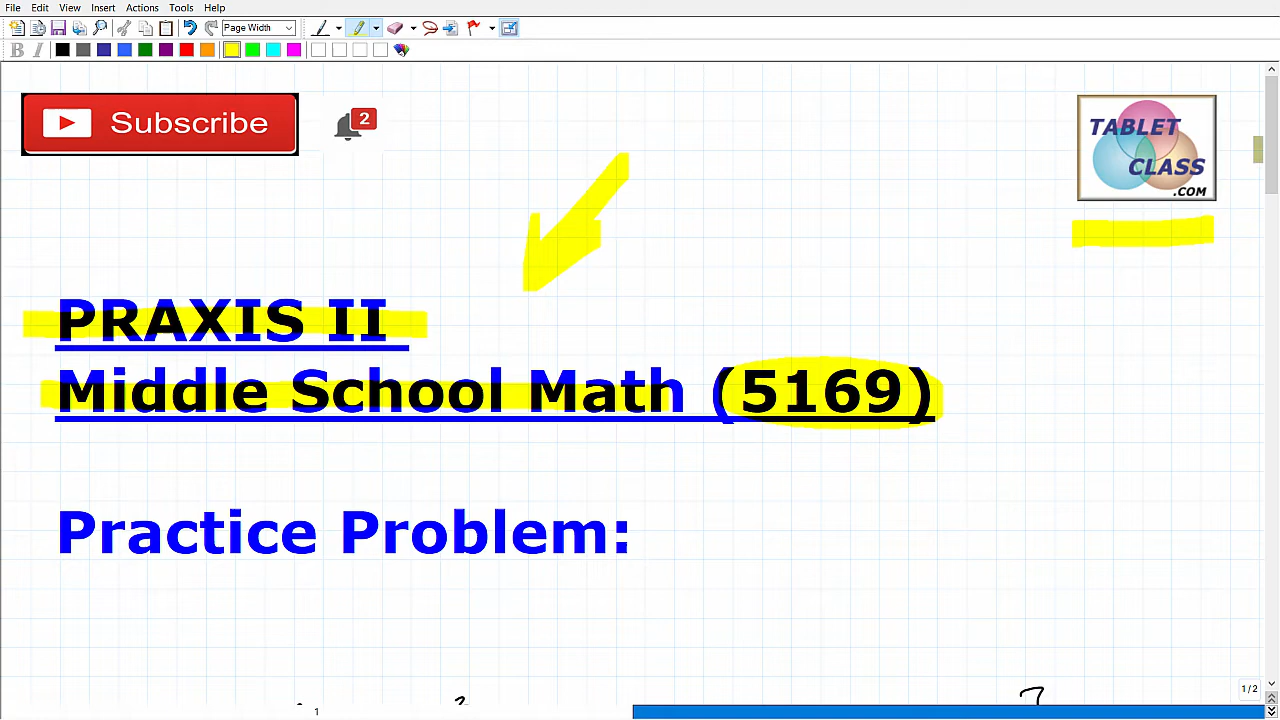 File Edit View Insert Actions Tools Help
Page Width
B I
Subscribe
2
TABLET
CLASS
.COM
PRAXIS II
Middle School Math (5169)
Practice Problem:
1/2
1